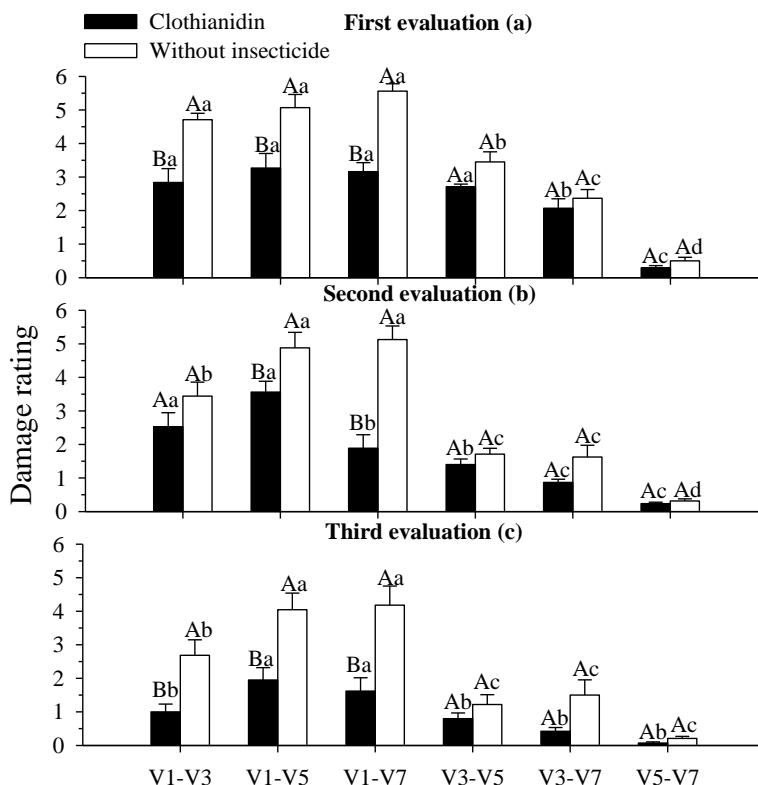 Clothianidin
First evaluation (a)
Without insecticide
6
5
4
3
2
1
0
Ba Aa Ba Aa Ba Aa Aa Ab Ab Ac Ac Ad
Second evaluation (b)
6
5
4
3
2
1
0
Aa Ab Ba Aa Bb Aa Ab Ac Ac Ac Ac Ad
Third evaluation (c)
6
5
4
3
2
1
0
Bb Ab Ba Aa Ba Aa Ab Ac Ab Ac Ab Ac
V1-V3 V1-V5 V1-V7 V3-V5 V3-V7 V5-V7
Damage rating